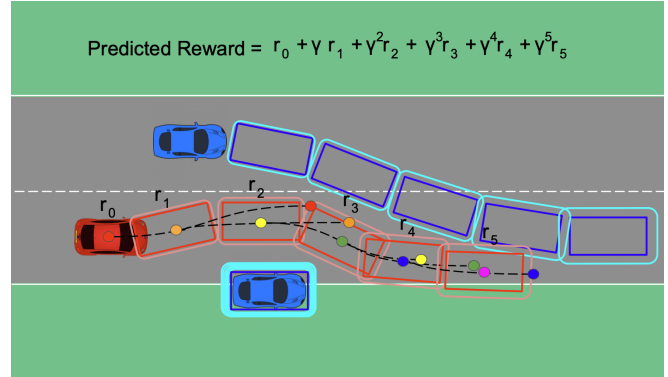 Predicted Reward = r₀ + γ r₁ + γ²r₂ + γ³r₃ + γ⁴r₄ + γ⁵r₅
r₀
r₁
r₂
r₃
r₄
r₅